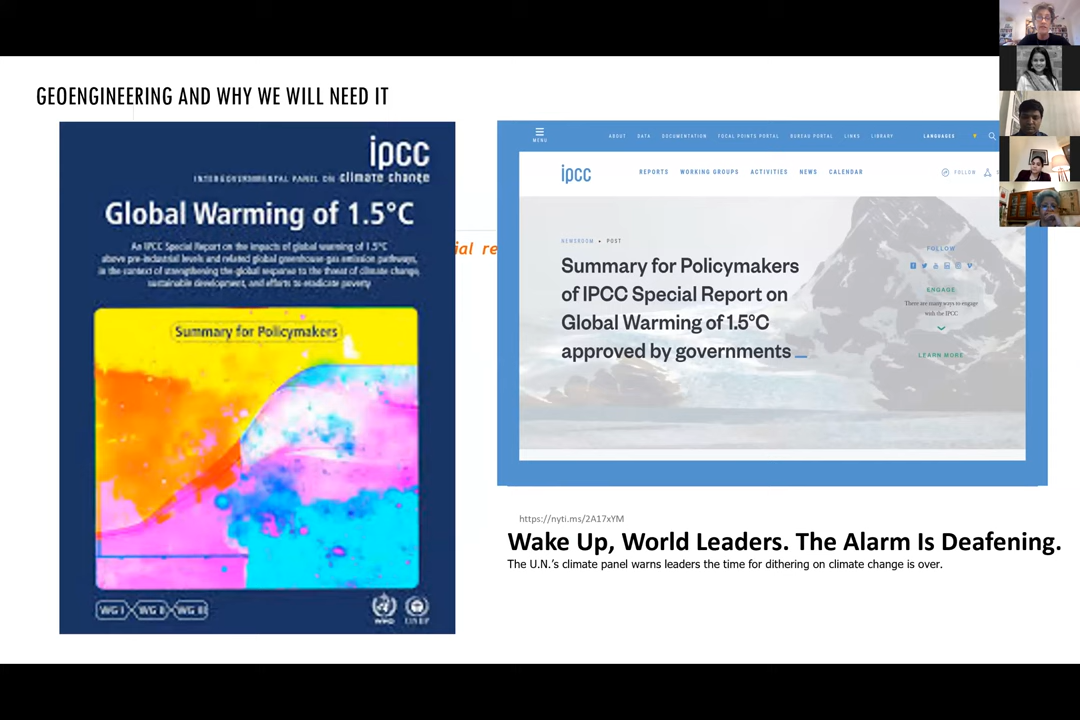 GEOENGINEERING AND WHY WE WILL NEED IT
ipcc
INTERGOVERNMENTAL PANEL ON climate change
Global Warming of 1.5°C
An IPCC Special Report on the impacts of global warming of 1.5°C
above pre-industrial levels and related global greenhouse gas emission pathways,
in the context of strengthening the global response to the threat of climate change,
sustainable development, and efforts to eradicate poverty
Summary for Policymakers
WG I WG II WG III
WMO UNEP
ial re
MENU
ABOUT DATA DOCUMENTATION FOCAL POINTS PORTAL BUREAU PORTAL LINKS LIBRARY LANGUAGES
ipcc
REPORTS WORKING GROUPS ACTIVITIES NEWS CALENDAR
FOLLOW
NEWSROOM • POST
Summary for Policymakers
of IPCC Special Report on
Global Warming of 1.5°C
approved by governments
FOLLOW
ENGAGE
There are many ways to engage
with the IPCC
LEARN MORE
https://nyti.ms/2A17xYM
Wake Up, World Leaders. The Alarm Is Deafening.
The U.N.'s climate panel warns leaders the time for dithering on climate change is over.